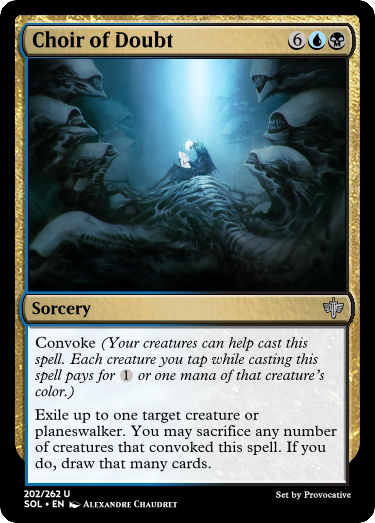 Choir of Doubt 6
Sorcery
Convoke (Your creatures can help cast this
spell. Each creature you tap while casting this
spell pays for 1 or one mana of that creature's
color.)
Exile up to one target creature or
planeswalker. You may sacrifice any number
of creatures that convoked this spell. If you
do, draw that many cards.
202/262 U
SOL • EN Alexandre Chaudret
Set by Provocative